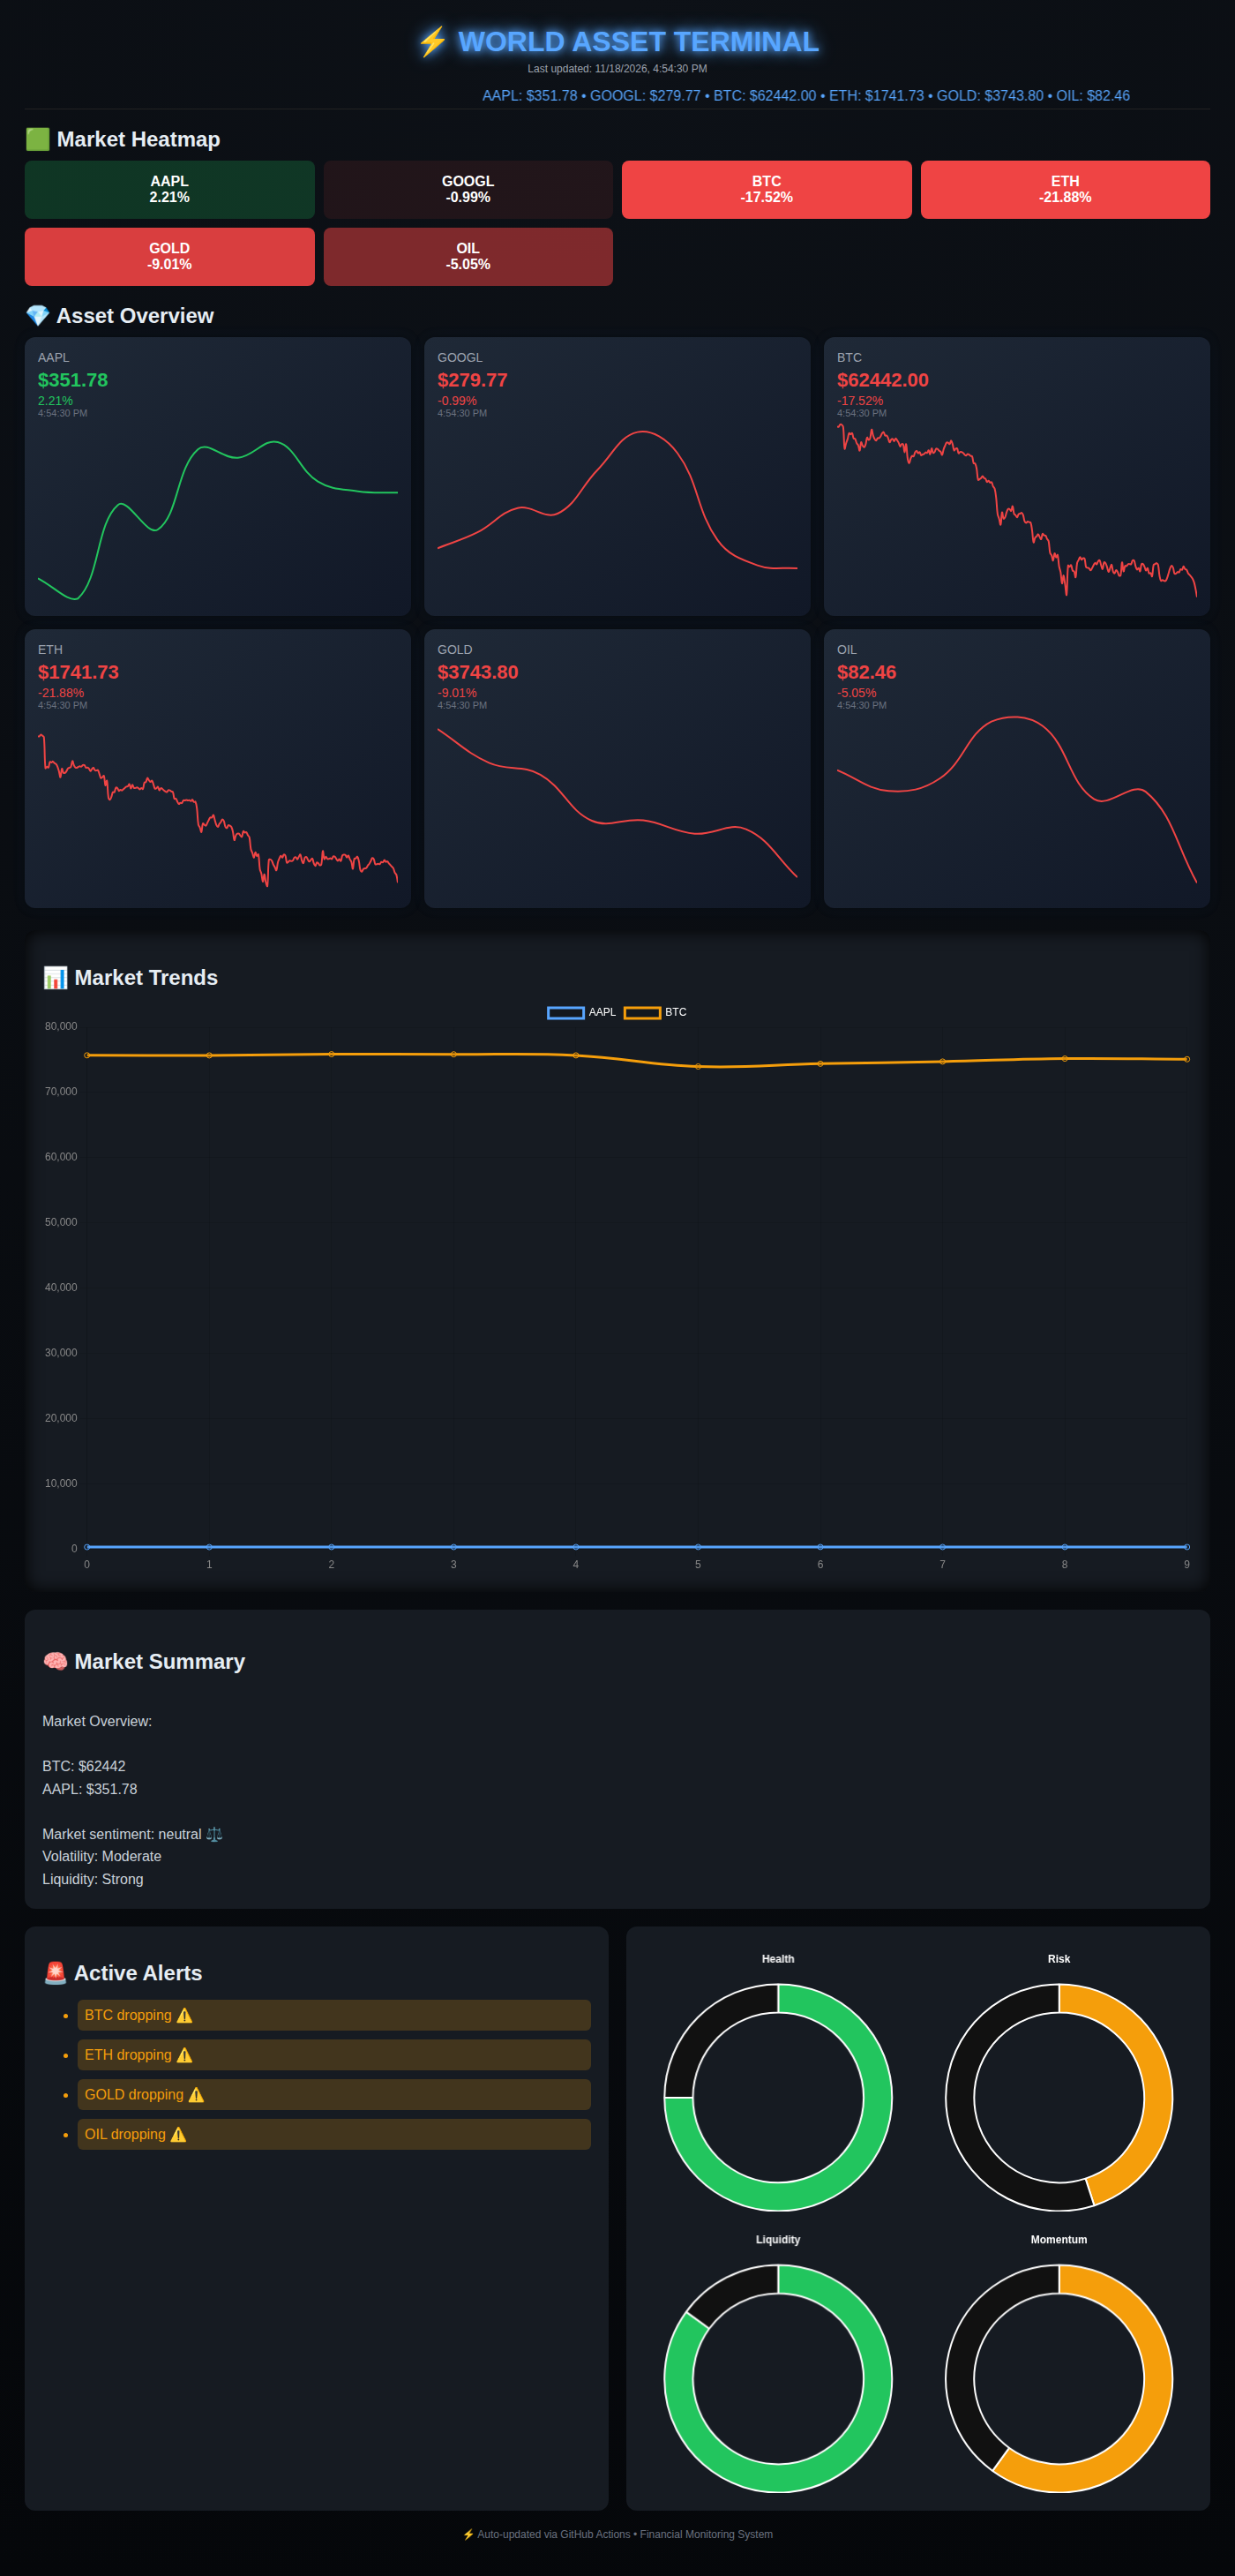 ⚡ WORLD ASSET TERMINAL
Last updated: 11/18/2026, 4:54:30 PM
AAPL: $351.78 • GOOGL: $279.77 • BTC: $62442.00 • ETH: $1741.73 • GOLD: $3743.80 • OIL: $82.46
🟩 Market Heatmap
AAPL
2.21%
GOOGL
-0.99%
BTC
-17.52%
ETH
-21.88%
GOLD
-9.01%
OIL
-5.05%
💎 Asset Overview
AAPL
$351.78
2.21%
4:54:30 PM
GOOGL
$279.77
-0.99%
4:54:30 PM
BTC
$62442.00
-17.52%
4:54:30 PM
ETH
$1741.73
-21.88%
4:54:30 PM
GOLD
$3743.80
-9.01%
4:54:30 PM
OIL
$82.46
-5.05%
4:54:30 PM
📊 Market Trends
AAPL BTC
80,000
70,000
60,000
50,000
40,000
30,000
20,000
10,000
0
0 1 2 3 4 5 6 7 8 9
🧠 Market Summary
Market Overview:
BTC: $62442
AAPL: $351.78
Market sentiment: neutral ⚖️
Volatility: Moderate
Liquidity: Strong
🚨 Active Alerts
• BTC dropping ⚠️
• ETH dropping ⚠️
• GOLD dropping ⚠️
• OIL dropping ⚠️
Health
Risk
Liquidity
Momentum
⚡ Auto-updated via GitHub Actions • Financial Monitoring System